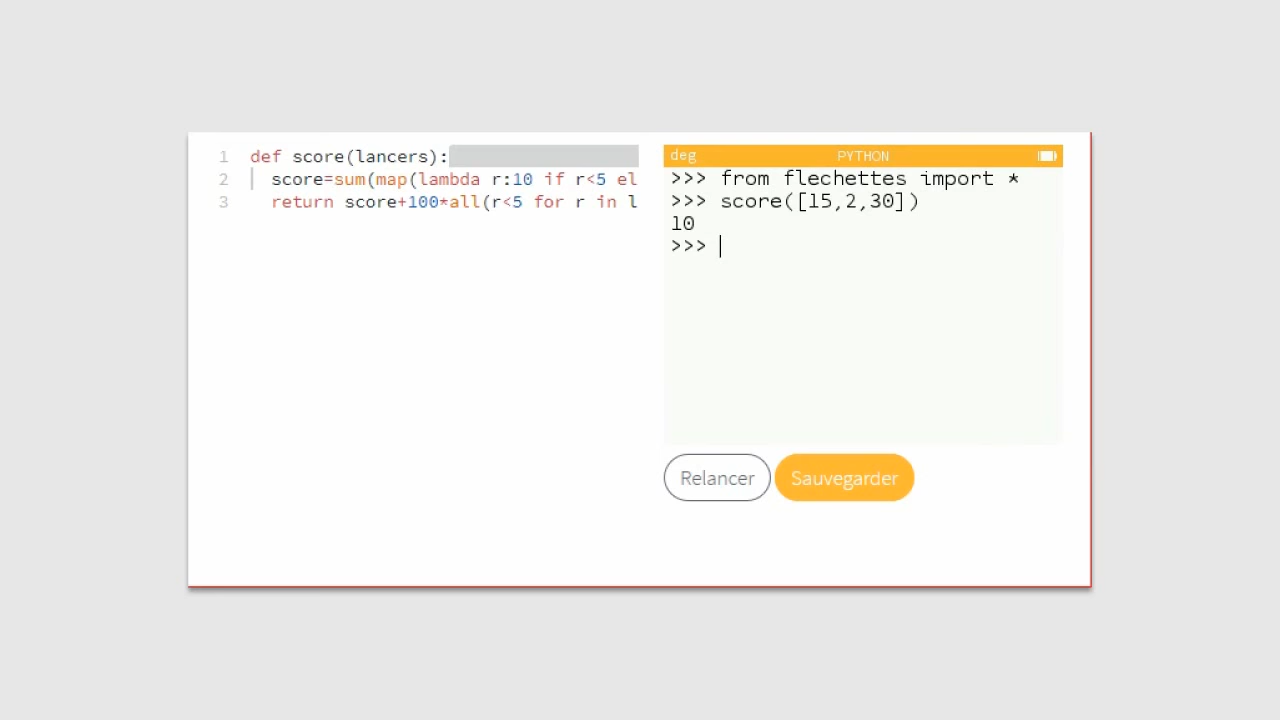 1 def score(lancers):
2 score=sum(map(lambda r:10 if r<5 el
3 return score+100*all(r<5 for r in l
deg PYTHON
>>> from flechettes import *
>>> score([15,2,30])
10
>>>
Relancer Sauvegarder